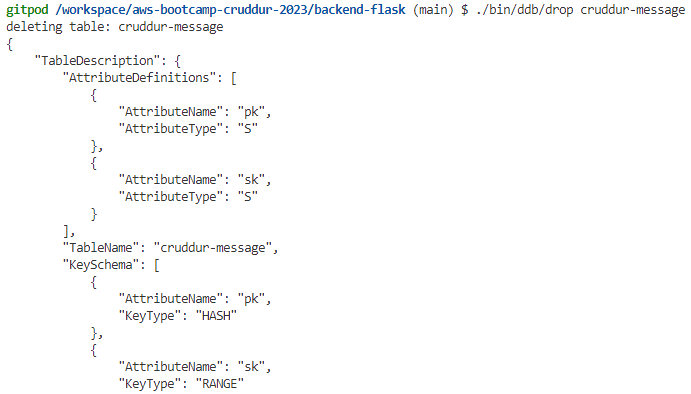 gitpod /workspace/aws-bootcamp-cruddur-2023/backend-flask (main) $ ./bin/ddb/drop cruddur-message
deleting table: cruddur-message
{
    "TableDescription": {
        "AttributeDefinitions": [
            {
                "AttributeName": "pk",
                "AttributeType": "S"
            },
            {
                "AttributeName": "sk",
                "AttributeType": "S"
            }
        ],
        "TableName": "cruddur-message",
        "KeySchema": [
            {
                "AttributeName": "pk",
                "KeyType": "HASH"
            },
            {
                "AttributeName": "sk",
                "KeyType": "RANGE"